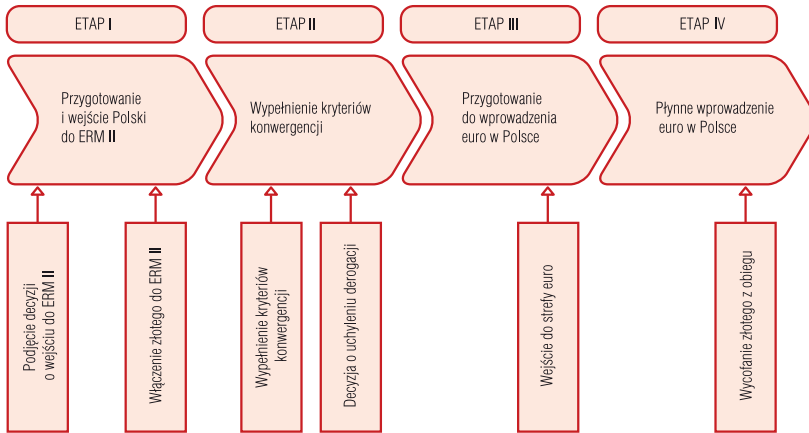 ETAP I
ETAP II
ETAP III
ETAP IV
Przygotowanie
i wejście Polski
do ERM II
Wypełnienie kryteriów
konwergencji
Przygotowanie
do wprowadzenia
euro w Polsce
Płynne wprowadzenie
euro w Polsce
Podjęcie decyzji
o wejściu do ERM II
Włączenie złotego do ERM II
Wypełnienie kryteriów
konwergencji
Decyzja o uchyleniu derogacji
Wejście do strefy euro
Wycofanie złotego z obiegu